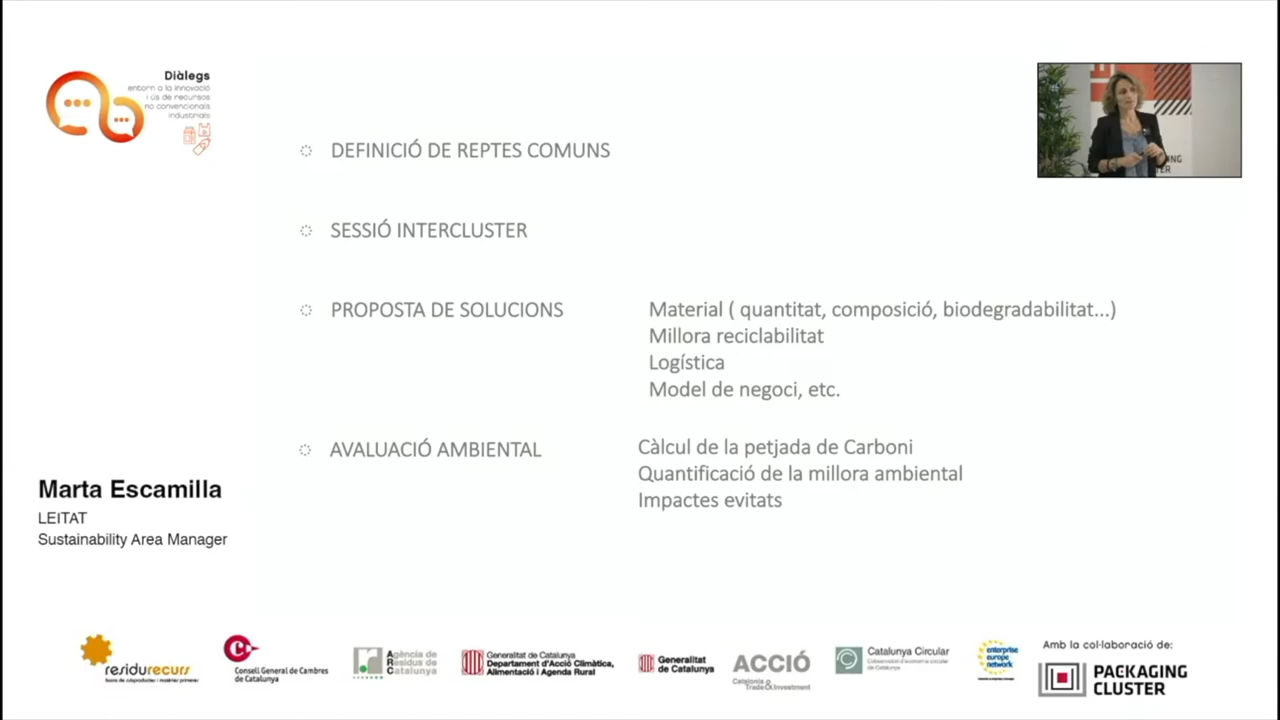 Diàlegs
entorn a la innovació
i ús de recursos
no convencionals
industrials
DEFINICIÓ DE REPTES COMUNS
SESSIÓ INTERCLUSTER
PROPOSTA DE SOLUCIONS
Material ( quantitat, composició, biodegradabilitat...)
Millora reciclabilitat
Logística
Model de negoci, etc.
AVALUACIÓ AMBIENTAL
Càlcul de la petjada de Carboni
Quantificació de la millora ambiental
Impactes evitats
Marta Escamilla
LEITAT
Sustainability Area Manager
residurecurs
Consell General de Cambres
de Catalunya
Agència de
Residus de
Catalunya
Generalitat de Catalunya
Departament d'Acció Climàtica,
Alimentació i Agenda Rural
Generalitat
de Catalunya
ACCIÓ
Catalonia
Trade & Investment
Catalunya Circular
enterprise
europe
network
Amb la col·laboració de:
PACKAGING
CLUSTER